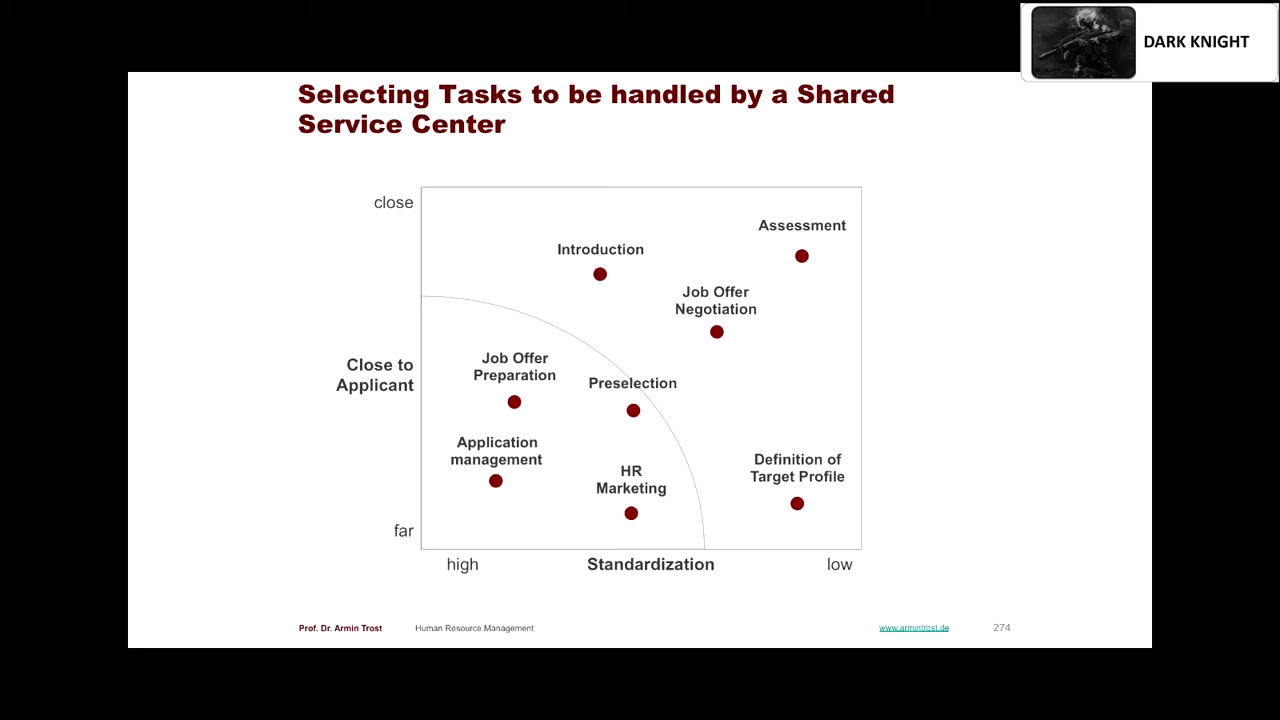 DARK KNIGHT
Selecting Tasks to be handled by a Shared
Service Center
close
Assessment
Introduction
Job Offer
Negotiation
Close to
Applicant
Job Offer
Preparation
Preselection
Application
management
HR
Marketing
Definition of
Target Profile
far
high
Standardization
low
Prof. Dr. Armin Trost
Human Resource Management
www.armintrost.de
274